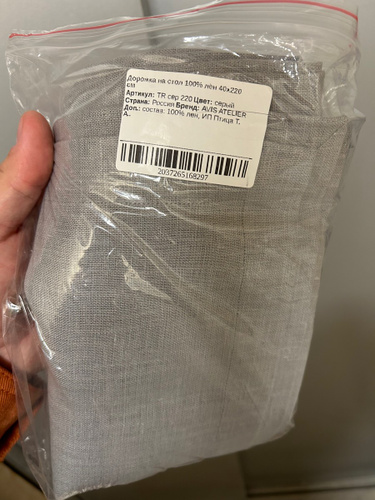 Дорожка на стол 100% лён 40х220
см
Артикул: TR сер 220 Цвет: серый
Страна: Россия Бренд: AVIS ATELIER
Доп.: состав: 100% лен, ИП Птица Т.
А..
2037265168297